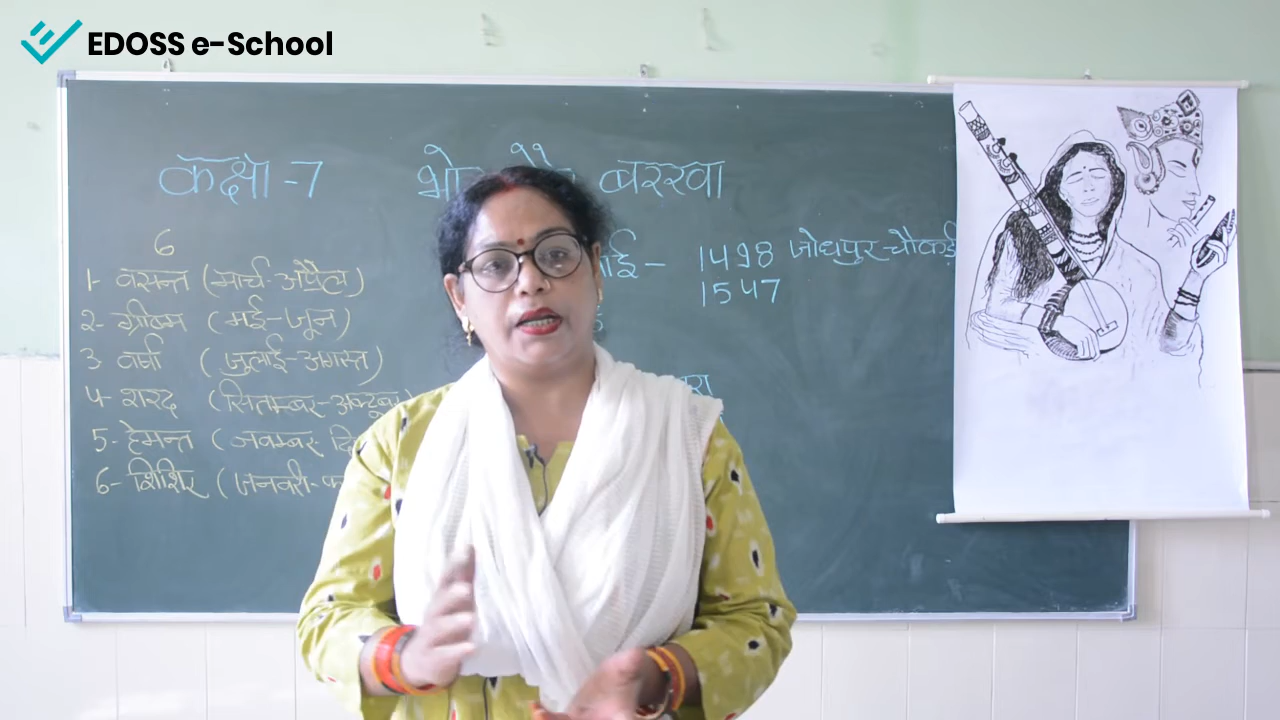 EDOSS e-School
कक्षा -7 बरखा
6
1- वसन्त (मार्च-अप्रैल)
2- ग्रीष्म (मई-जून)
3 वर्षा (जुलाई-अगस्त)
4- शरद (सितम्बर-अक्टूबर)
5- हेमन्त (नवम्बर-
6- शिशिर (जनवरी-
1498 जोधपुर-चौकड़ी
1547